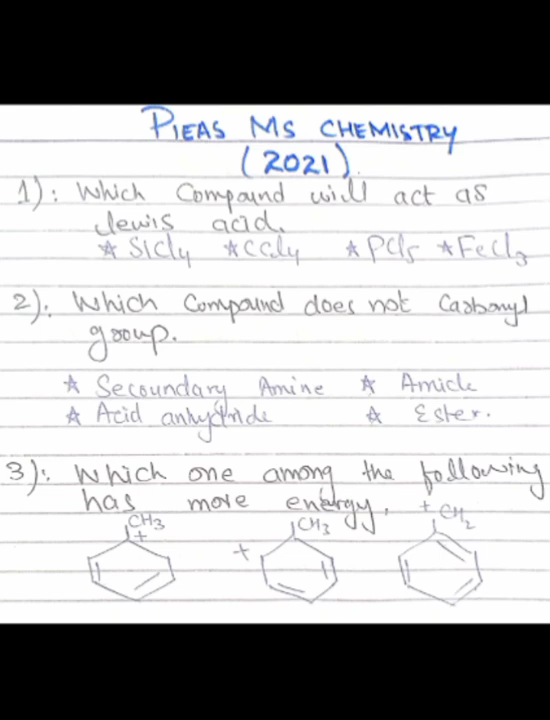 PIEAS MS CHEMISTRY
(2021)
1): Which Compound will act as
lewis acid.
☆ SiCl4 ☆ CCl4 ☆ PCl5 ☆ FeCl3
2): Which Compound does not Carbonyl
group.
☆ Secoundary Amine ☆ Amide
☆ Acid anhydride ☆ Ester.
3): Which one among the following
has more energy.
CH3 + + CH3 + CH2